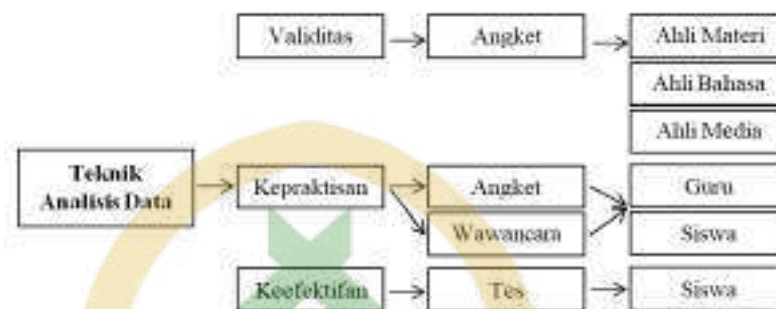 Validitas
Angket
Ahli Materi
Ahli Bahasa
Ahli Media
Teknik
Analisis Data
Kepraktisan
Angket
Guru
Wawancara
Siswa
Keefektifan
Tes
Siswa